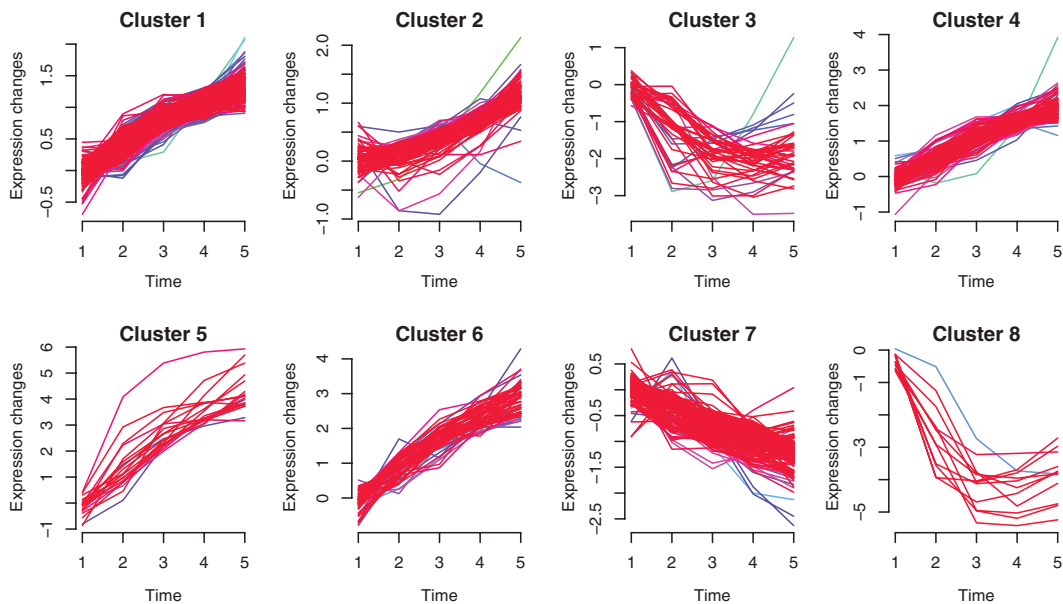 Cluster 1
Expression changes
1.5
0.5
−0.5
1 2 3 4 5
Time
Cluster 2
Expression changes
2.0
1.0
0.0
−1.0
1 2 3 4 5
Time
Cluster 3
Expression changes
1
0
−1
−2
−3
1 2 3 4 5
Time
Cluster 4
Expression changes
4
3
2
1
0
−1
1 2 3 4 5
Time
Cluster 5
Expression changes
6
5
4
3
2
1
0
−1
1 2 3 4 5
Time
Cluster 6
Expression changes
4
3
2
1
0
1 2 3 4 5
Time
Cluster 7
Expression changes
0.5
−0.5
−1.5
−2.5
1 2 3 4 5
Time
Cluster 8
Expression changes
0
−1
−3
−5
1 2 3 4 5
Time